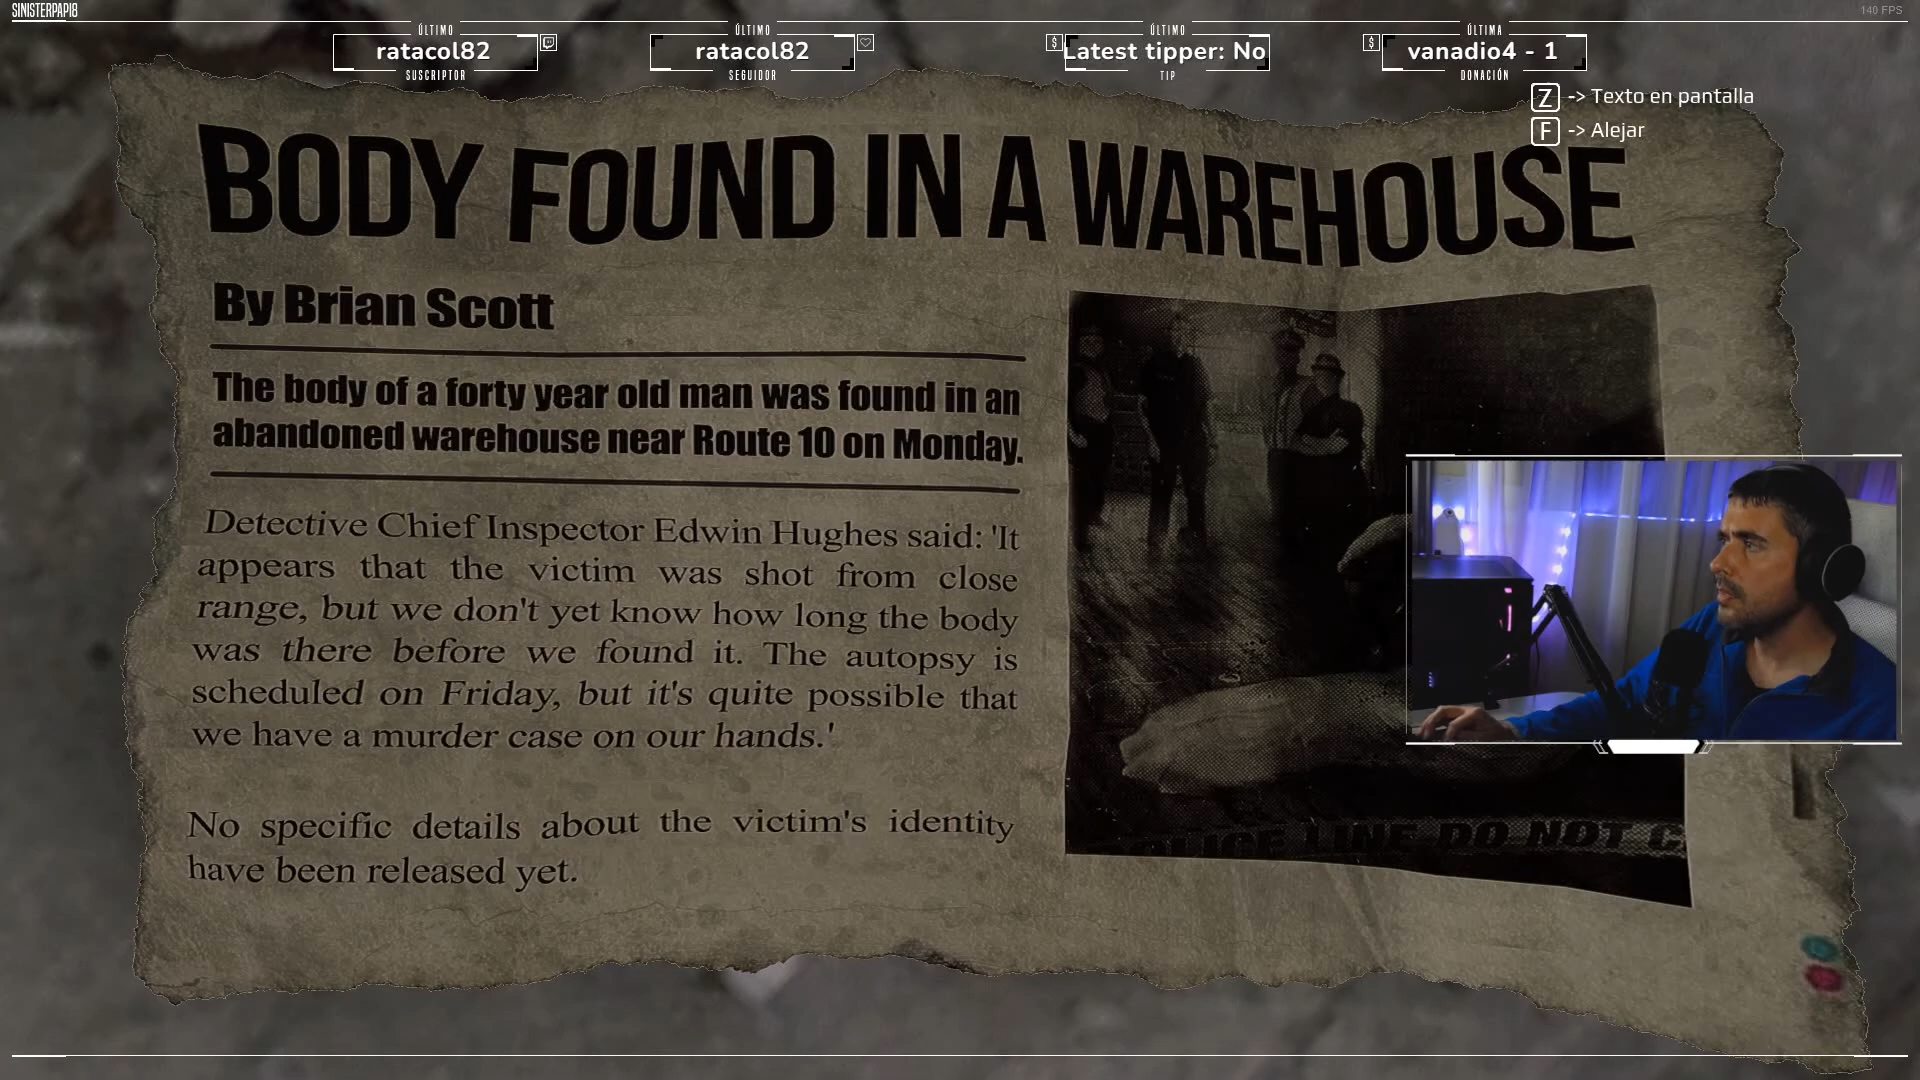 SINISTERPAPI8
140 FPS
ÚLTIMO
ratacol82
SUSCRIPTOR
ÚLTIMO
ratacol82
SEGUIDOR
ÚLTIMO
$ Latest tipper: No
TIP
ÚLTIMA
$ vanadio4 - 1
DONACIÓN
Z -> Texto en pantalla
F -> Alejar
BODY FOUND IN A WAREHOUSE
By Brian Scott
The body of a forty year old man was found in an
abandoned warehouse near Route 10 on Monday.
Detective Chief Inspector Edwin Hughes said: 'It
appears that the victim was shot from close
range, but we don't yet know how long the body
was there before we found it. The autopsy is
scheduled on Friday, but it's quite possible that
we have a murder case on our hands.'
No specific details about the victim's identity
have been released yet.
POLICE LINE DO NOT C